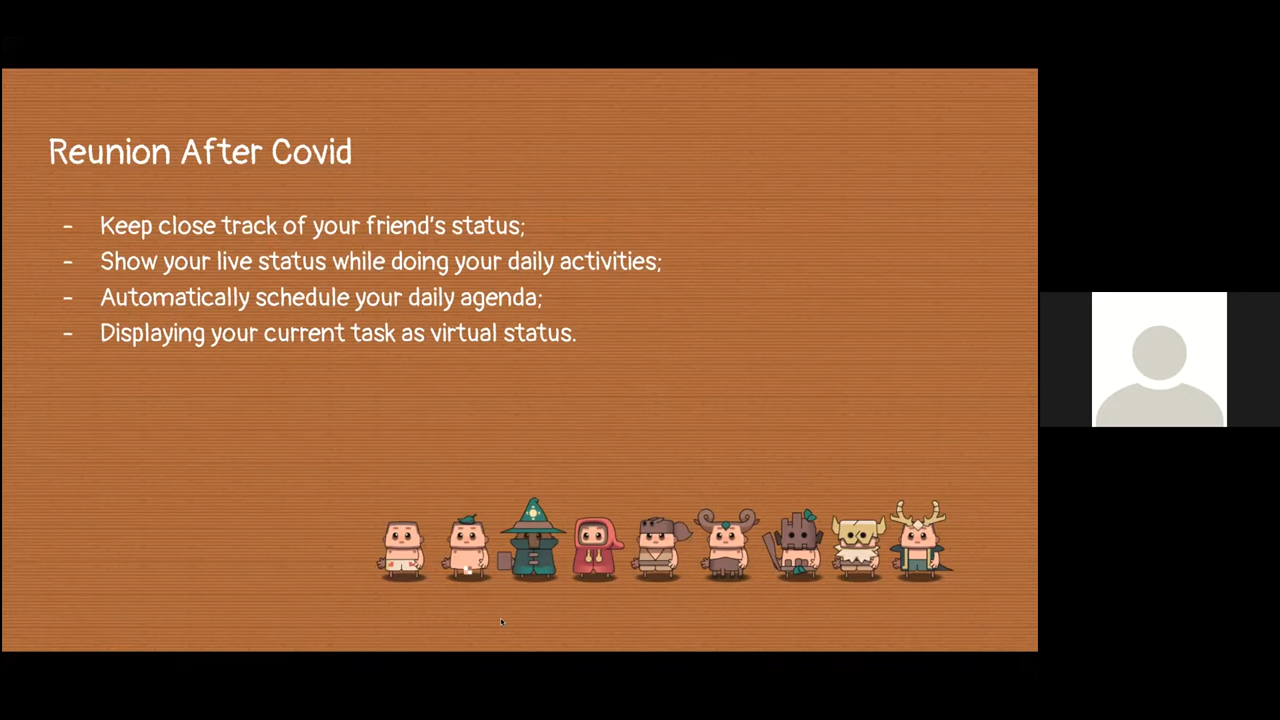 Reunion After Covid
- Keep close track of your friend's status;
- Show your live status while doing your daily activities;
- Automatically schedule your daily agenda;
- Displaying your current task as virtual status.